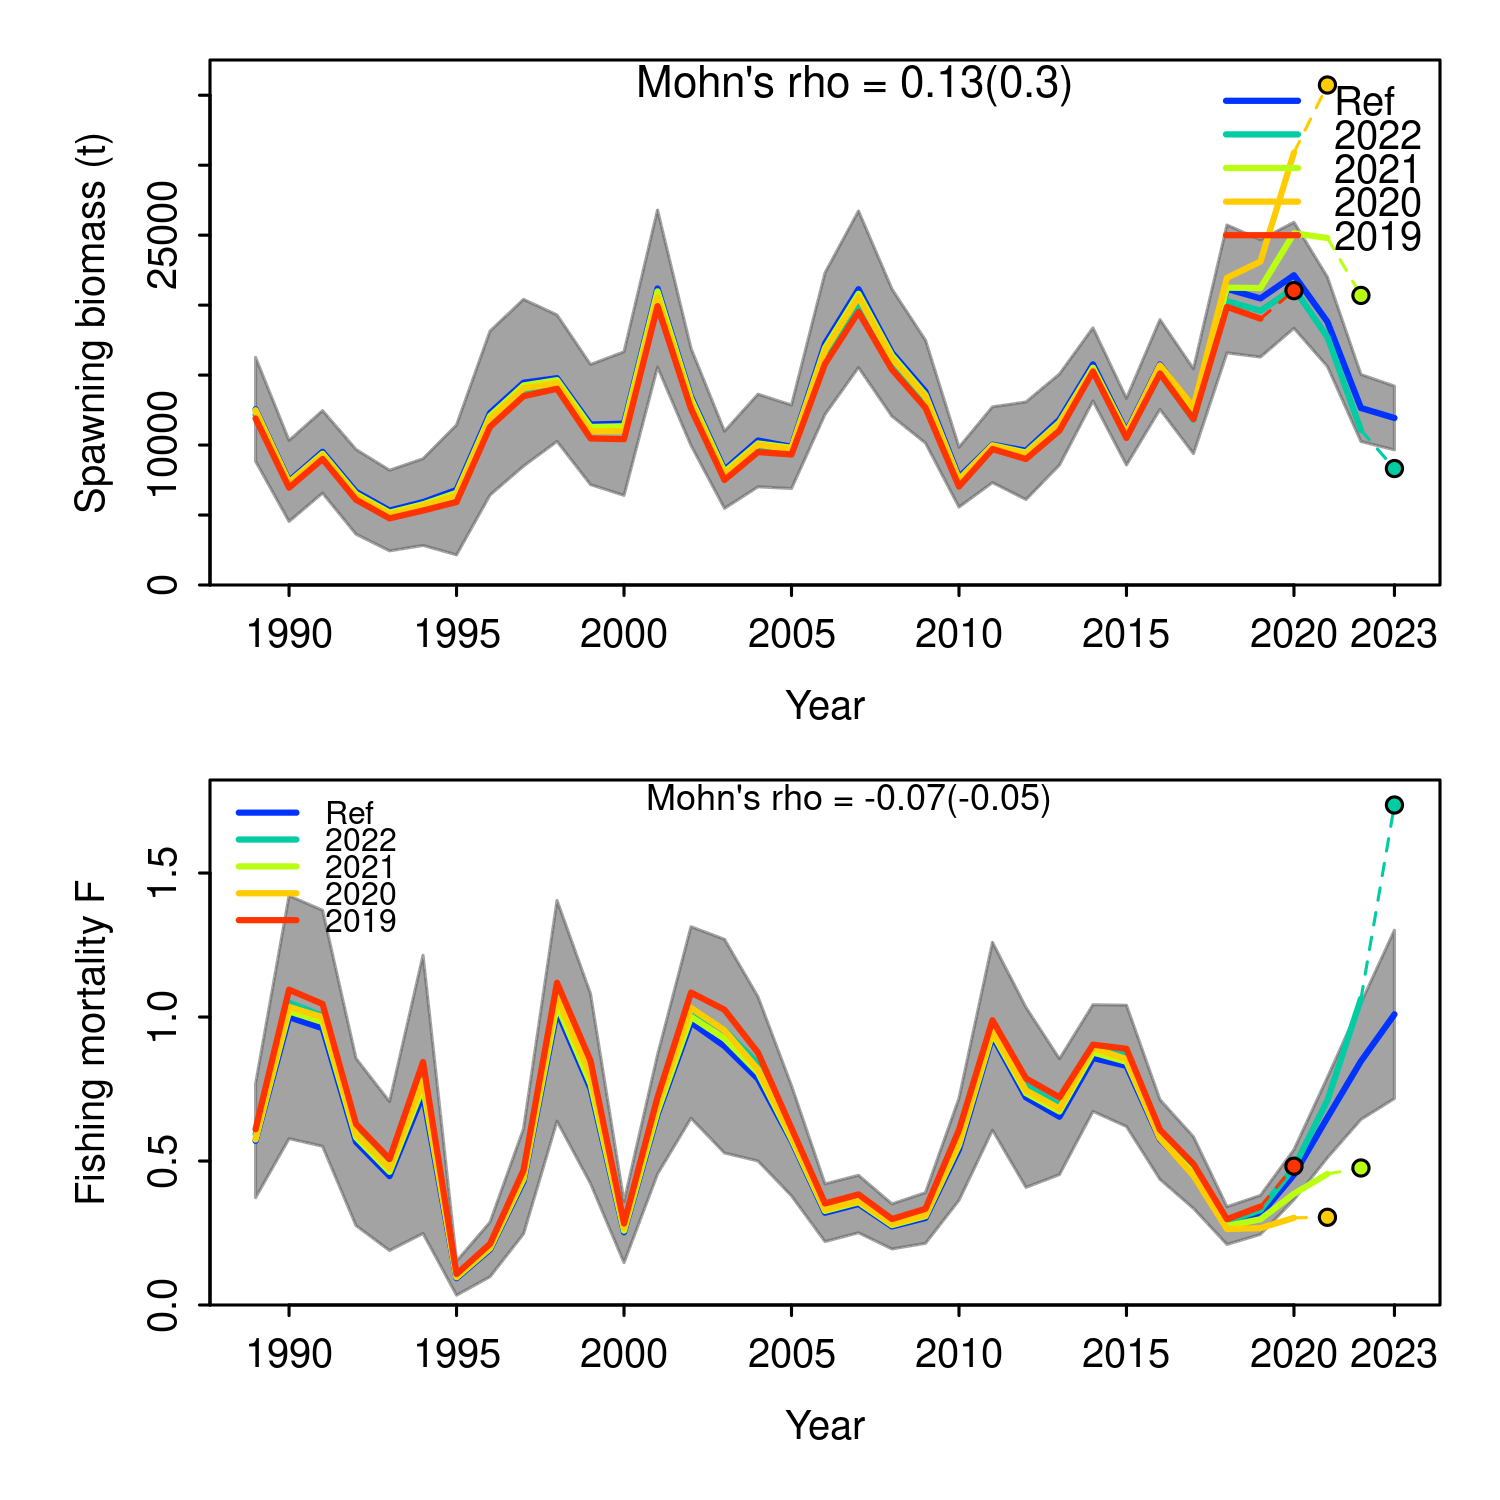 Mohn's rho = 0.13(0.3)
Ref
2022
2021
2020
2019
Spawning biomass (t)
0
10000
25000
1990 1995 2000 2005 2010 2015 2020 2023
Year
Mohn's rho = -0.07(-0.05)
Ref
2022
2021
2020
2019
Fishing mortality F
0.0
0.5
1.0
1.5
1990 1995 2000 2005 2010 2015 2020 2023
Year